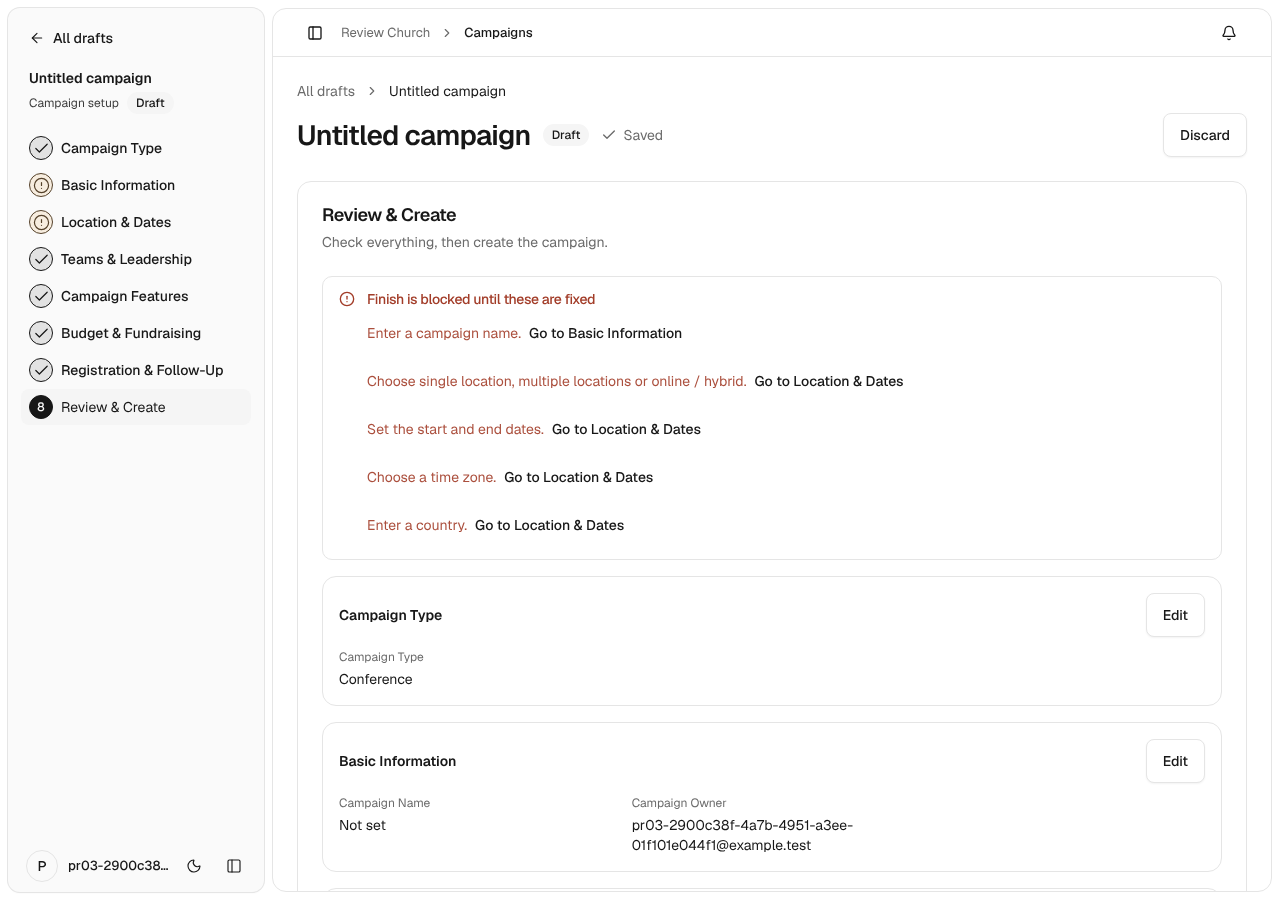 All drafts
Untitled campaign
Campaign setup Draft
Campaign Type
Basic Information
Location & Dates
Teams & Leadership
Campaign Features
Budget & Fundraising
Registration & Follow-Up
8 Review & Create
P pr03-2900c38...
Review Church > Campaigns
All drafts > Untitled campaign
Untitled campaign Draft Saved
Discard
Review & Create
Check everything, then create the campaign.
Finish is blocked until these are fixed
Enter a campaign name. Go to Basic Information
Choose single location, multiple locations or online / hybrid. Go to Location & Dates
Set the start and end dates. Go to Location & Dates
Choose a time zone. Go to Location & Dates
Enter a country. Go to Location & Dates
Campaign Type Edit
Campaign Type
Conference
Basic Information Edit
Campaign Name Campaign Owner
Not set pr03-2900c38f-4a7b-4951-a3ee-
01f101e044f1@example.test